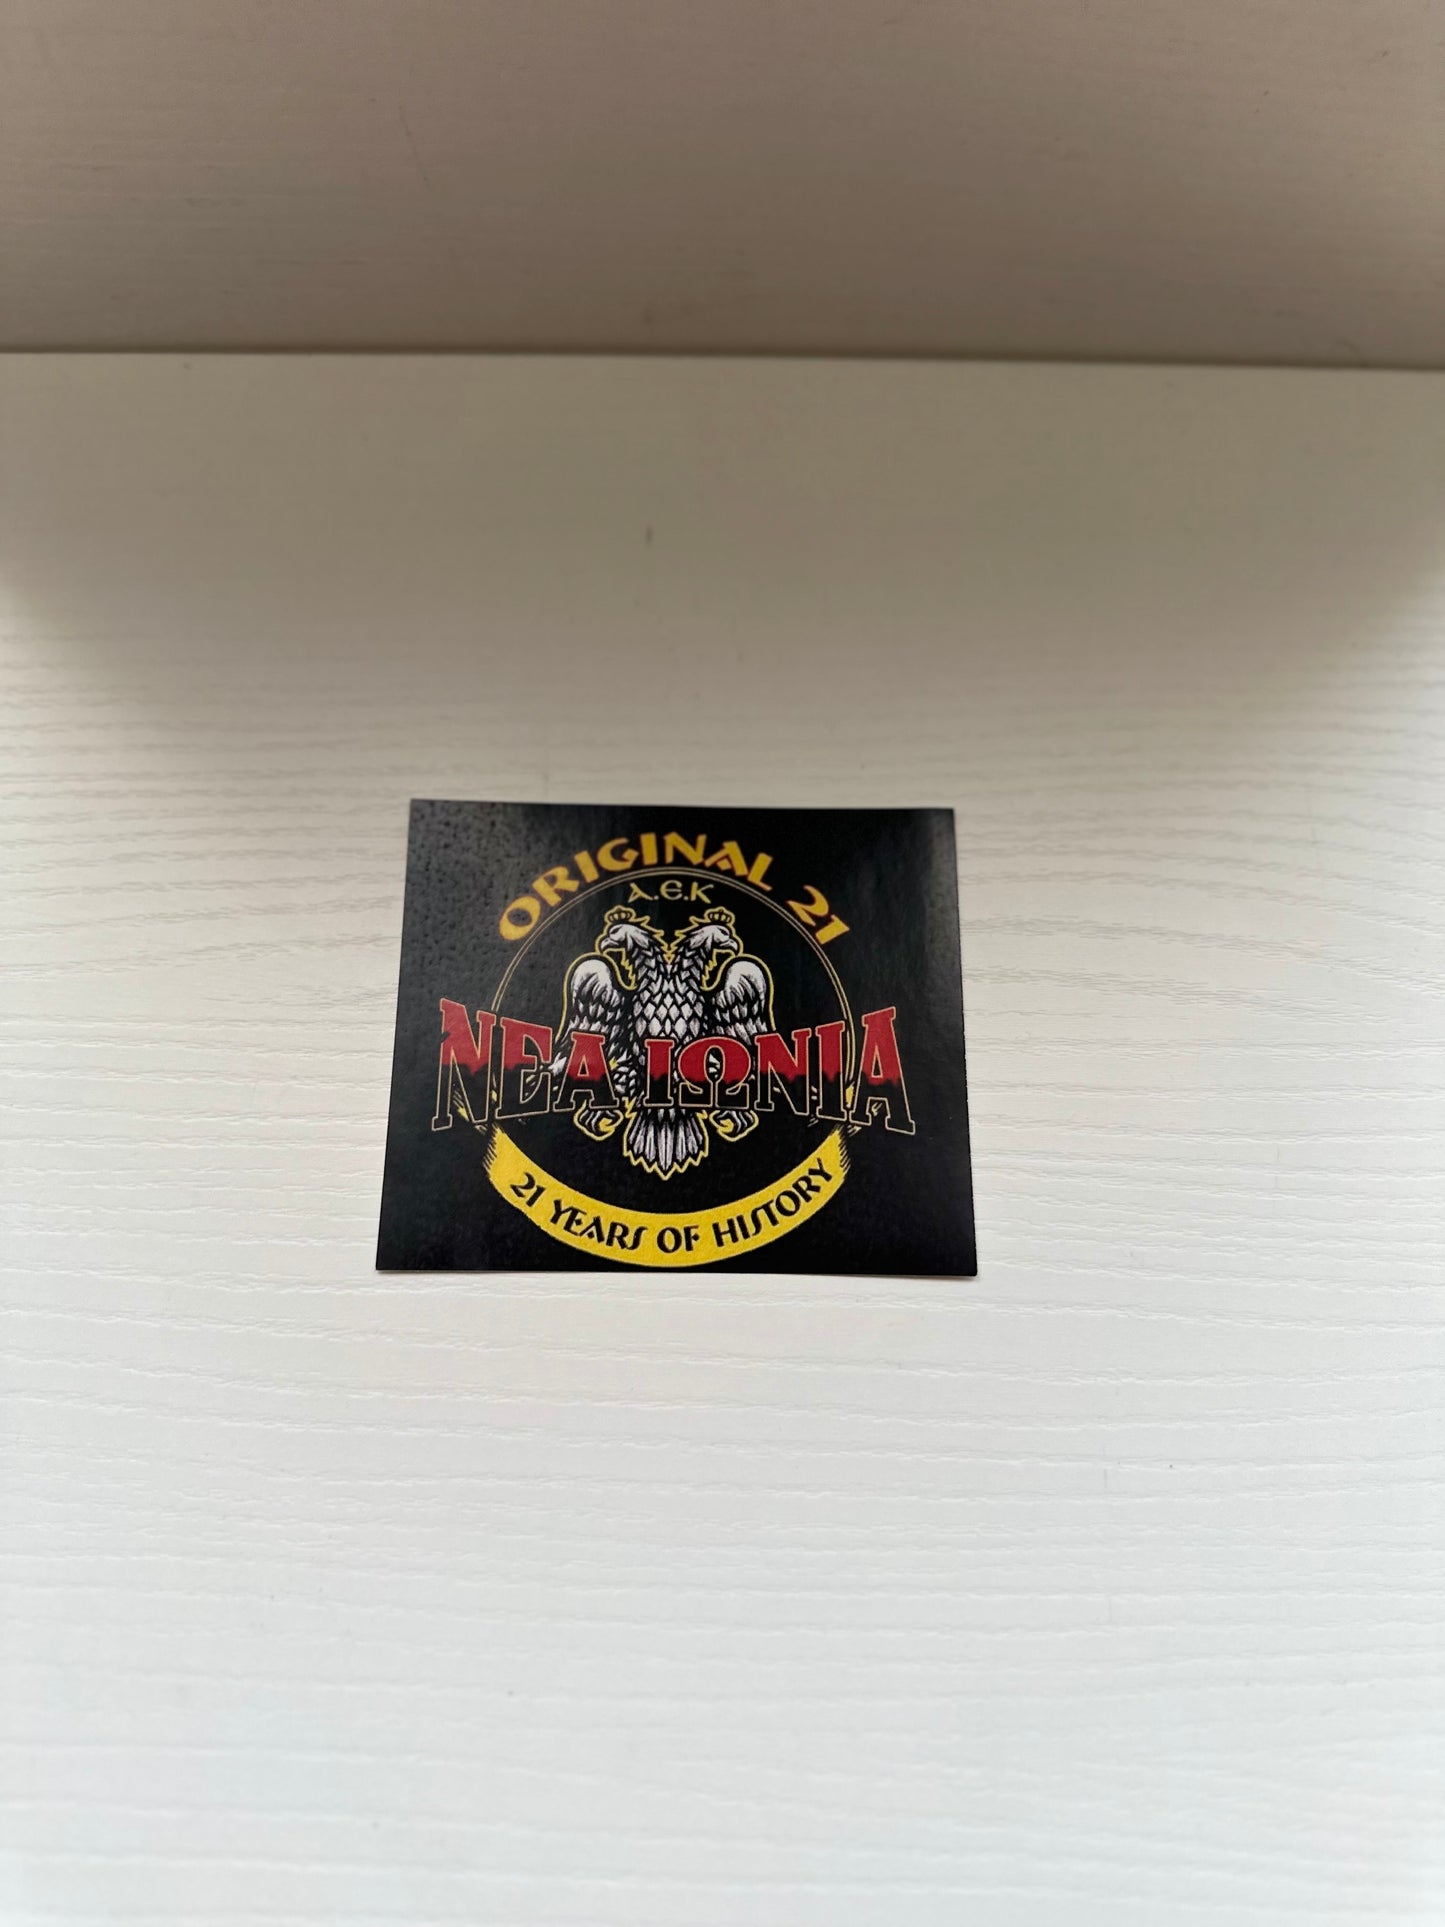 ORIGINAL 21
Α.Ε.Κ
ΝΕΑ ΙΩΝΙΑ
21 YEARS OF HISTORY